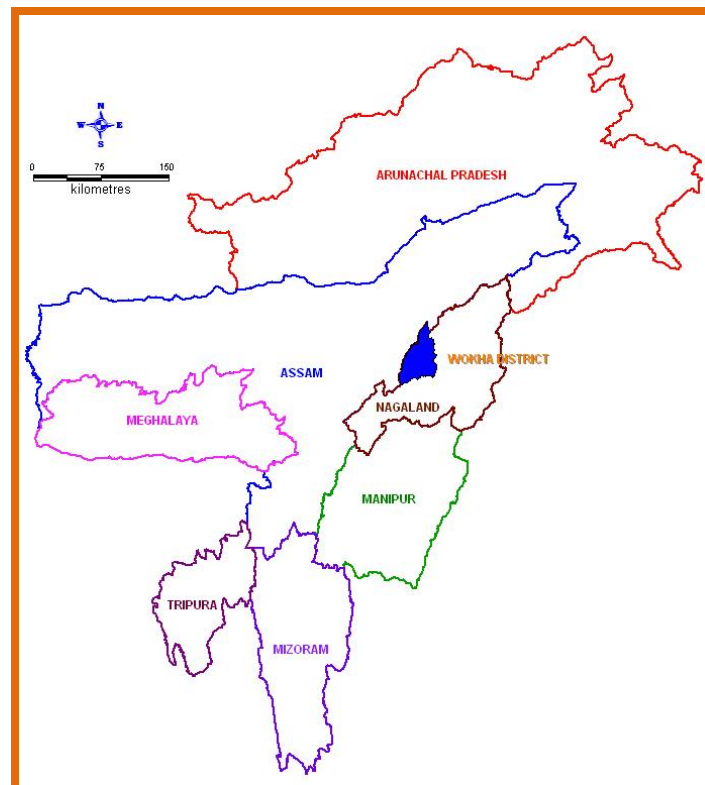 N
W E
S
0 75 150
kilometres
ARUNACHAL PRADESH
WOKHA DISTRICT
ASSAM
NAGALAND
MEGHALAYA
MANIPUR
TRIPURA
MIZORAM